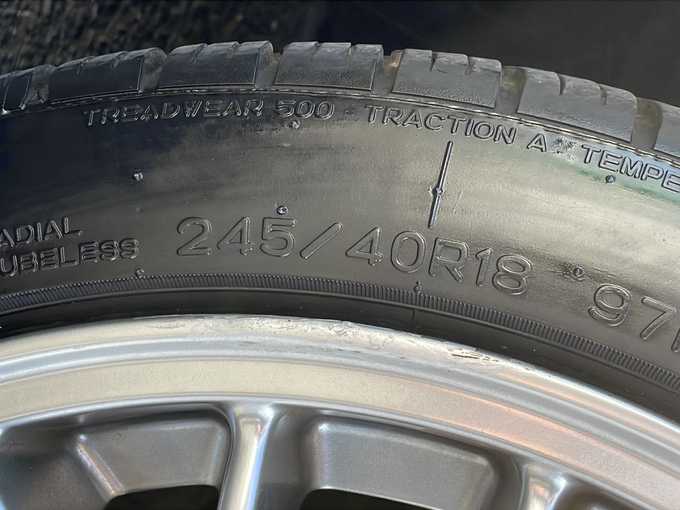 TREADWEAR 500 TRACTION A TEMPE
ADIAL
UBELESS
245/40R18 97